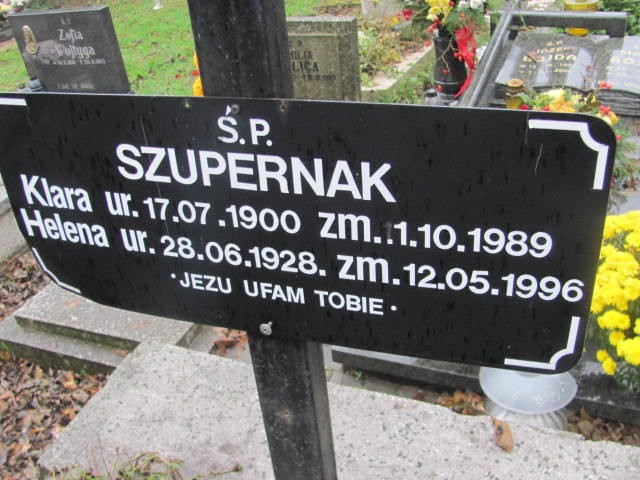 Ś.P.
SZUPERNAK
Klara ur. 17.07.1900 zm. 1.10.1989
Helena ur. 28.06.1928. zm. 12.05.1996
· JEZU UFAM TOBIE ·
Zofia
Wojtyga